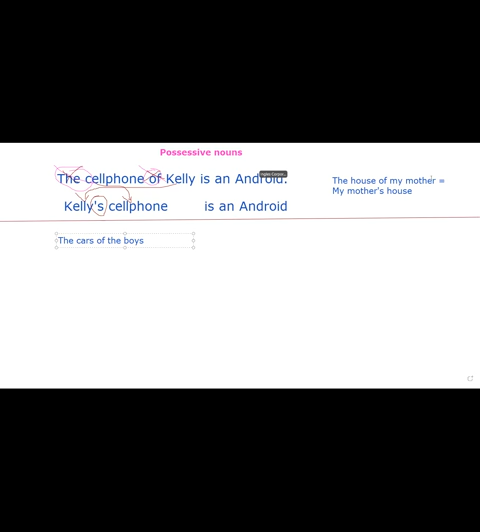 Possessive nouns
The cellphone of Kelly is an Android.
The house of my mother =
My mother's house
Kelly's cellphone is an Android
The cars of the boys